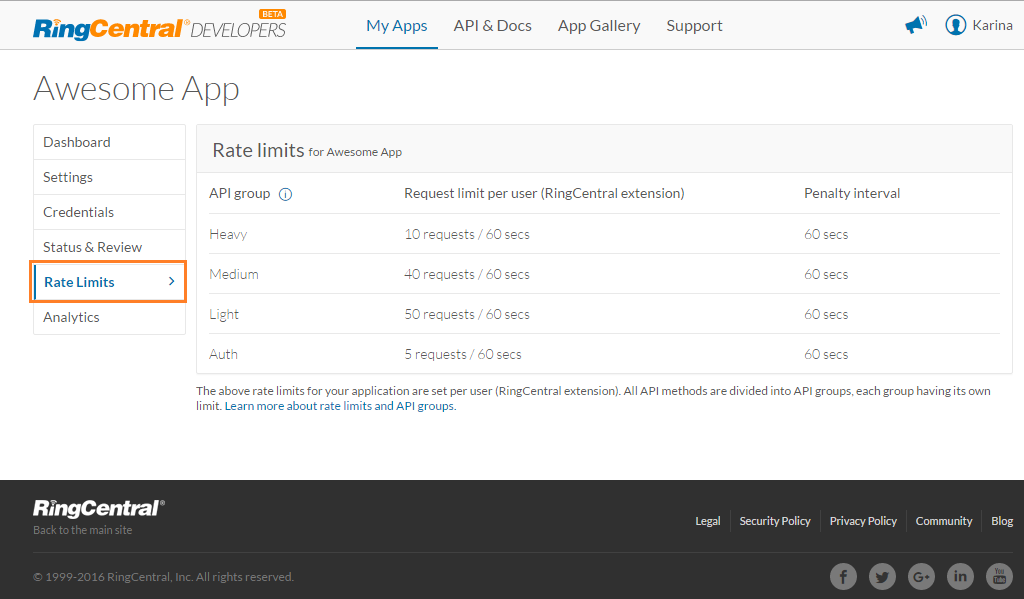 RingCentral® DEVELOPERS BETA
My Apps API & Docs App Gallery Support
Karina
Awesome App
Dashboard
Settings
Credentials
Status & Review
Rate Limits
Analytics
Rate limits for Awesome App
API group Request limit per user (RingCentral extension) Penalty interval
Heavy 10 requests / 60 secs 60 secs
Medium 40 requests / 60 secs 60 secs
Light 50 requests / 60 secs 60 secs
Auth 5 requests / 60 secs 60 secs
The above rate limits for your application are set per user (RingCentral extension). All API methods are divided into API groups, each group having its own
limit. Learn more about rate limits and API groups.
RingCentral®
Back to the main site
Legal Security Policy Privacy Policy Community Blog
© 1999-2016 RingCentral, Inc. All rights reserved.
f G+ in You Tube